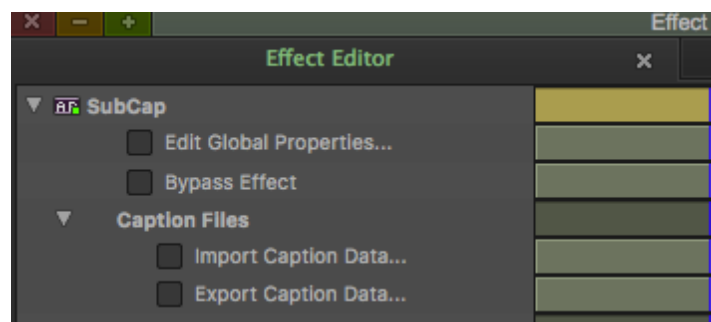 Effect
Effect Editor
SubCap
Edit Global Properties...
Bypass Effect
Caption Files
Import Caption Data...
Export Caption Data...